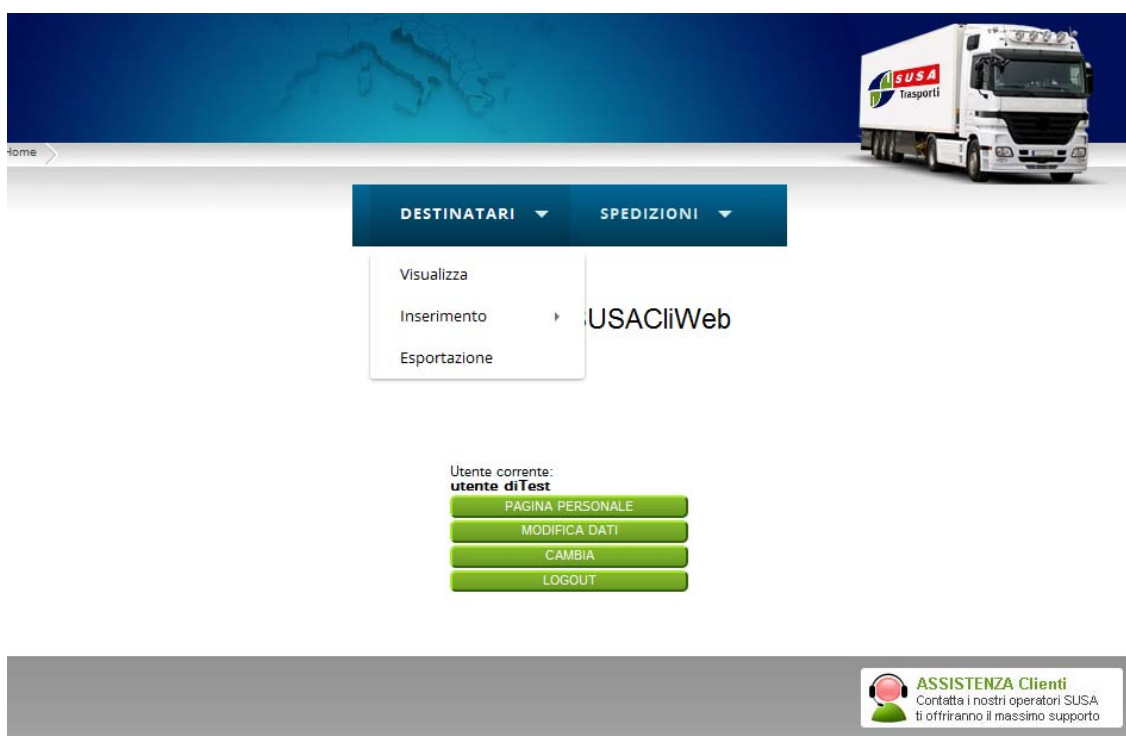 SUSA
Trasporti
Home
DESTINATARI SPEDIZIONI
Visualizza
Inserimento
USACliWeb
Esportazione
Utente corrente:
utente diTest
PAGINA PERSONALE
MODIFICA DATI
CAMBIA
LOGOUT
ASSISTENZA Clienti
Contatta i nostri operatori SUSA
ti offriranno il massimo supporto